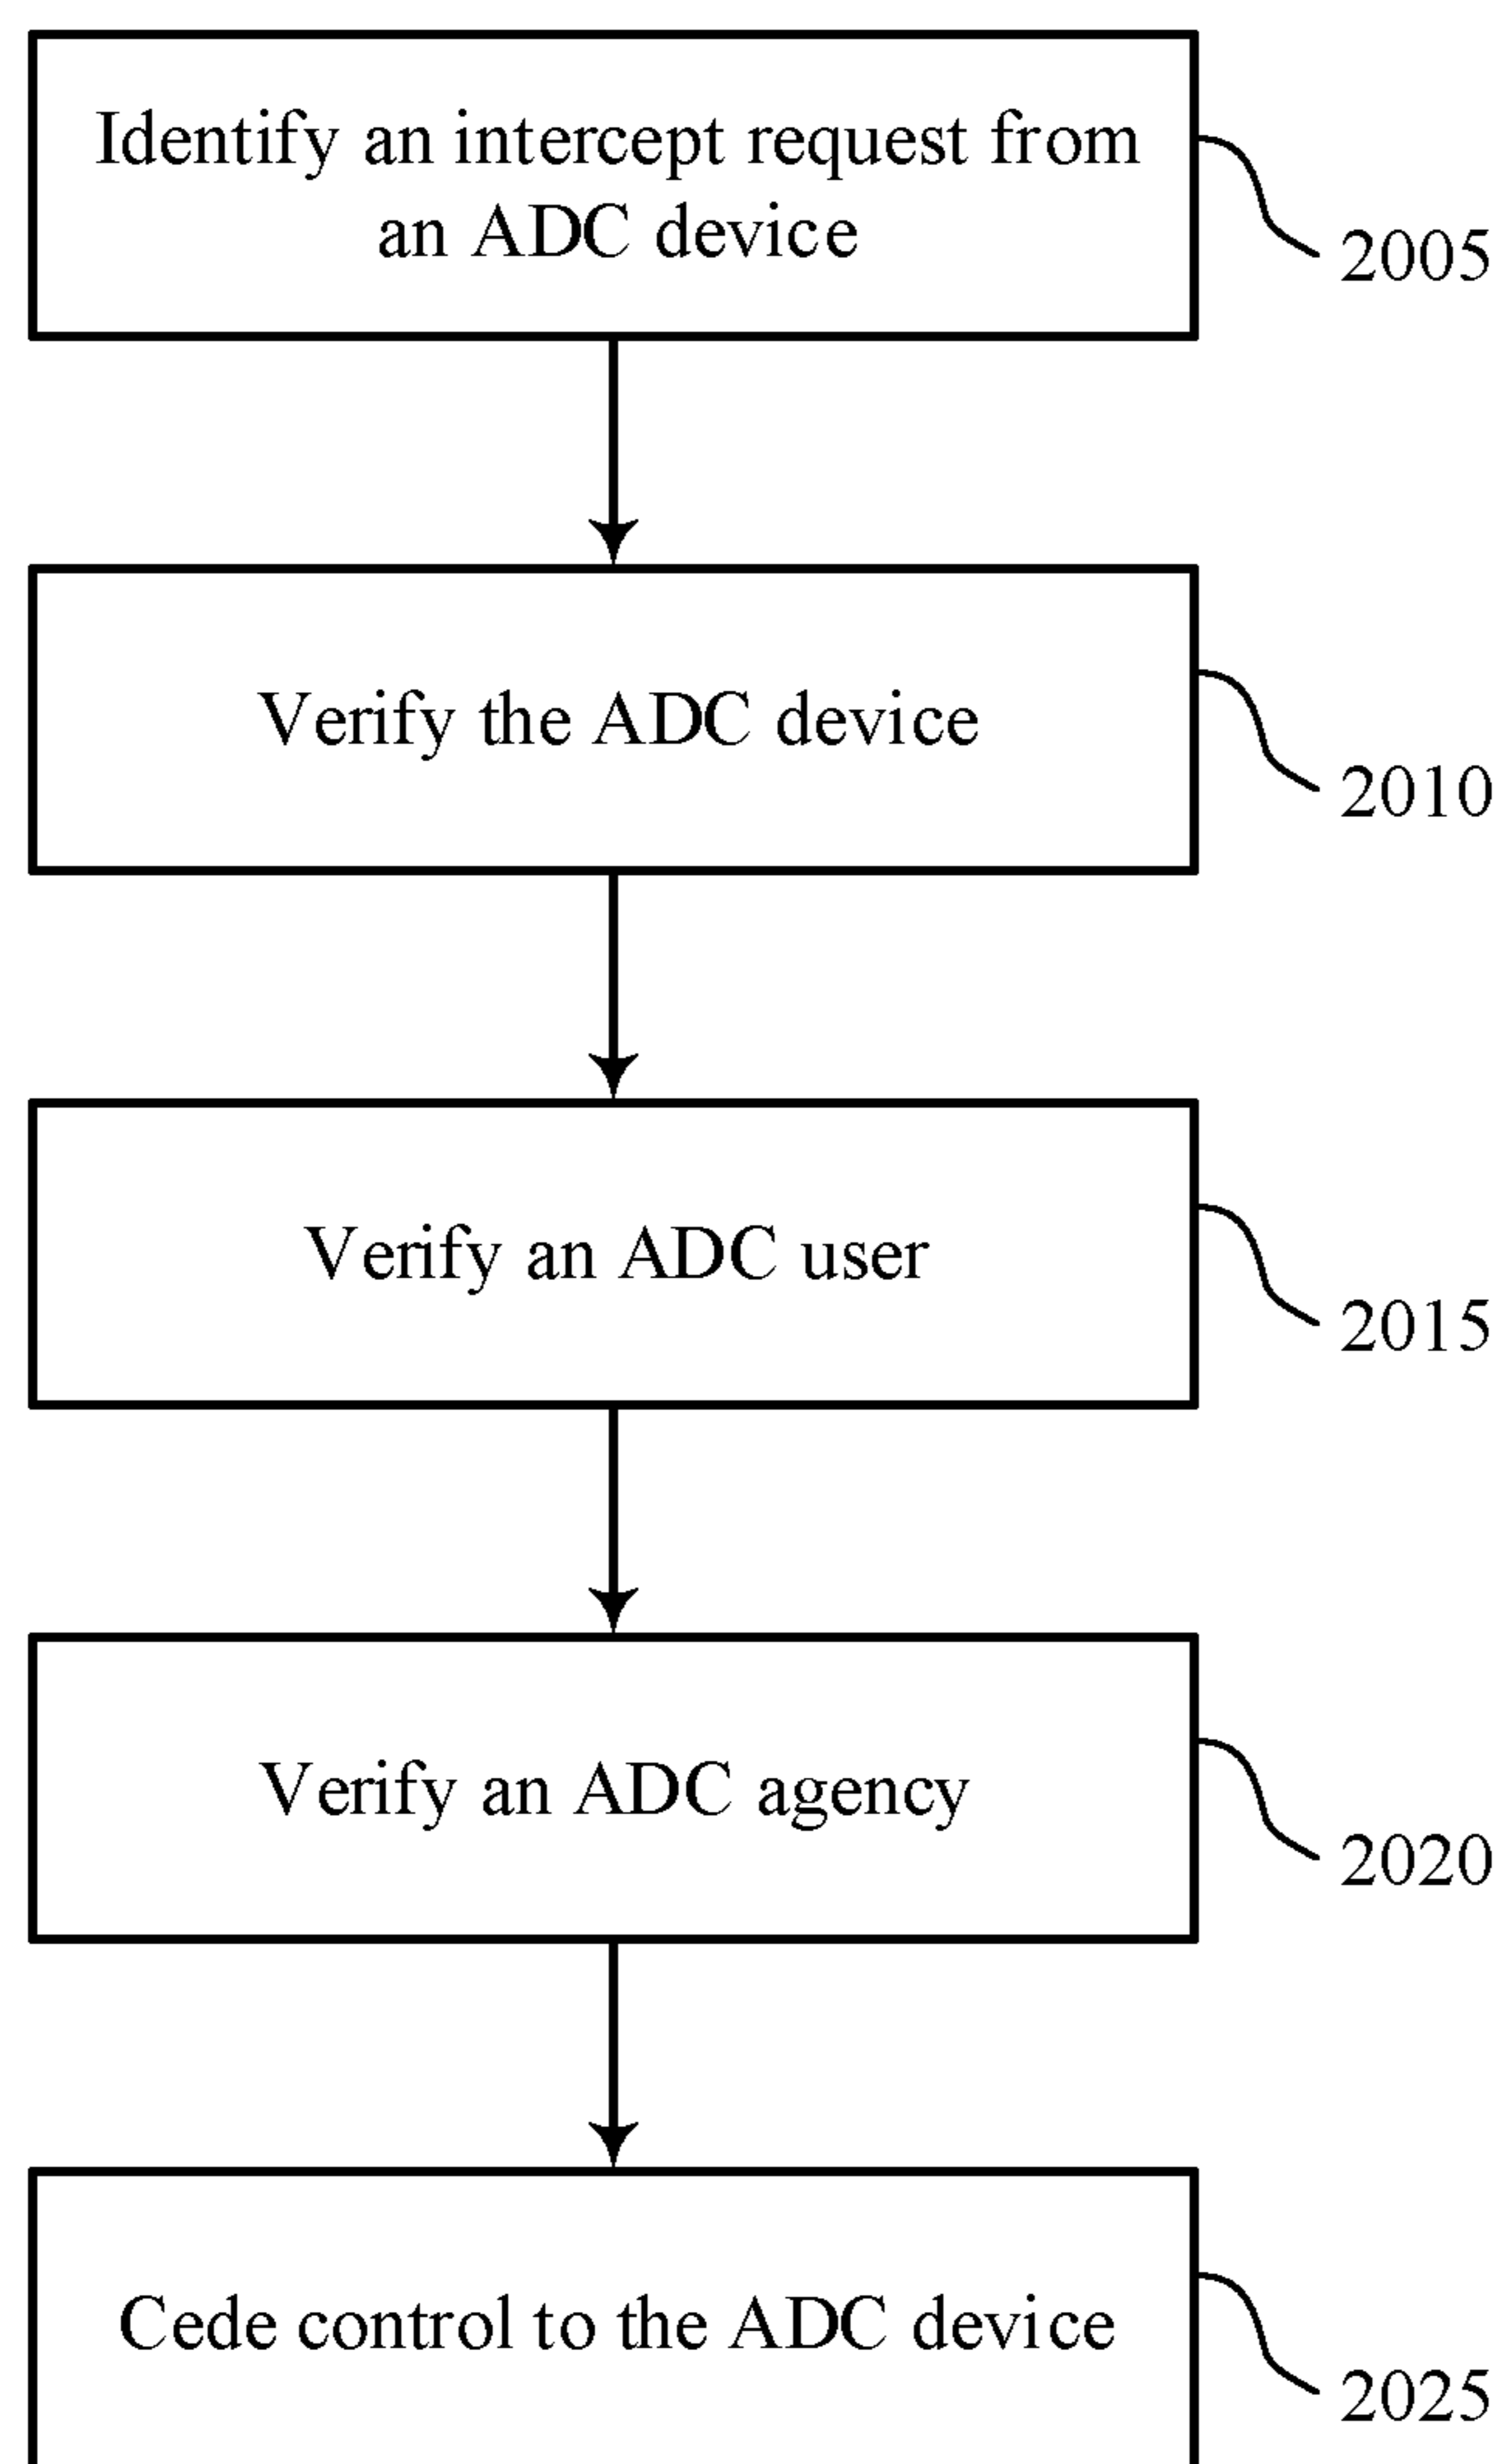 Identify an intercept request from
an ADC device
2005
Verify the ADC device
2010
Verify an ADC user
2015
Verify an ADC agency
2020
Cede control to the ADC device
2025